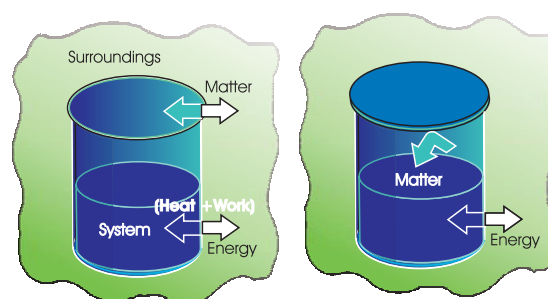 Surroundings
Matter
(Heat +Work)
System
Energy
Matter
Energy